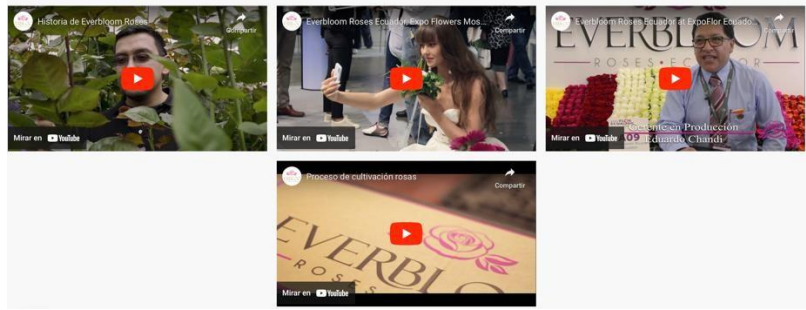 Historia de Everbloom Roses
Compartir
Mirar en YouTube
Everbloom Roses Ecuador Expo Flowers Mos...
Compartir
Mirar en YouTube
Everbloom Roses Ecuador at ExpoFlor Ecuado...
Compartir
EVERBLOOM
ROSES•ECUADOR
Mirar en YouTube
Gerente en Producción
Eduardo Chandi
Proceso de cultivación rosas
Compartir
EVERBLO
ROSES
Mirar en YouTube